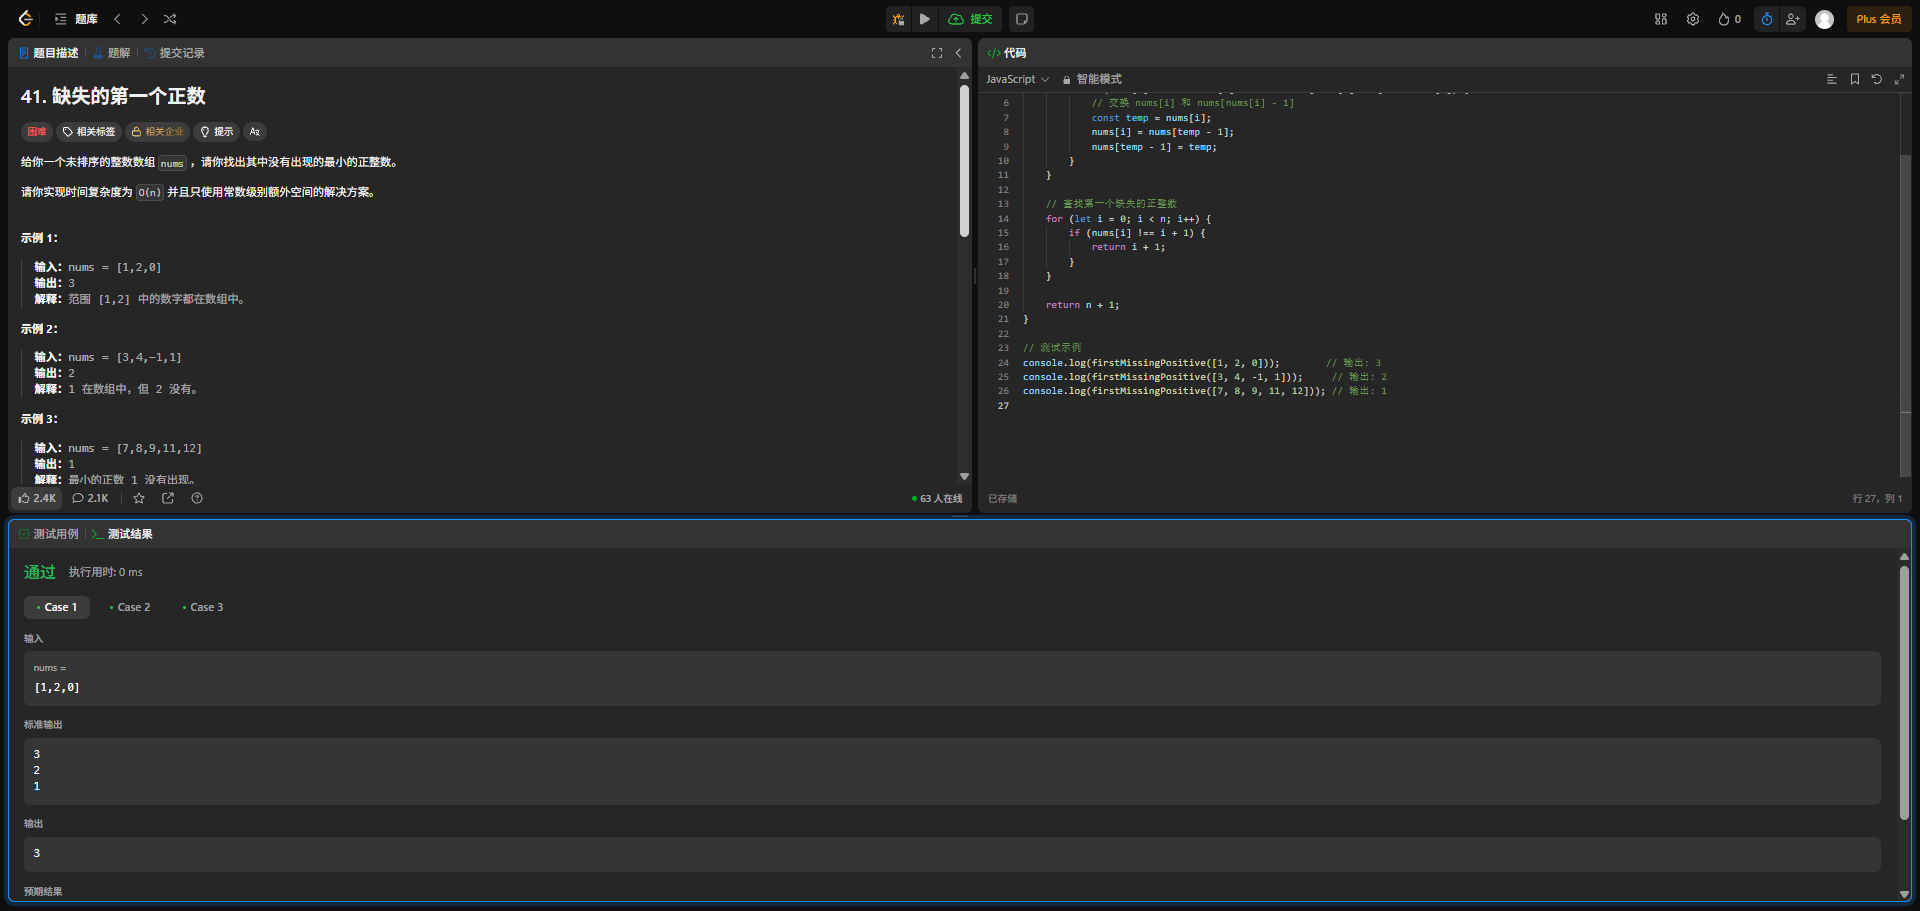 题库
提交
0
Plus 会员
题目描述
题解
提交记录
41. 缺失的第一个正数
困难
相关标签
相关企业
提示
给你一个未排序的整数数组 nums ，请你找出其中没有出现的最小的正整数。
请你实现时间复杂度为 O(n) 并且只使用常数级别额外空间的解决方案。
示例 1：
输入：nums = [1,2,0]
输出：3
解释：范围 [1,2] 中的数字都在数组中。
示例 2：
输入：nums = [3,4,-1,1]
输出：2
解释：1 在数组中，但 2 没有。
示例 3：
输入：nums = [7,8,9,11,12]
输出：1
解释：最小的正数 1 没有出现。
2.4K
2.1K
63 人在线
</> 代码
JavaScript
智能模式
6 // 交换 nums[i] 和 nums[nums[i] - 1]
7 const temp = nums[i];
8 nums[i] = nums[temp - 1];
9 nums[temp - 1] = temp;
10 }
11 }
12
13 // 查找第一个缺失的正整数
14 for (let i = 0; i < n; i++) {
15 if (nums[i] !== i + 1) {
16 return i + 1;
17 }
18 }
19
20 return n + 1;
21 }
22
23 // 测试示例
24 console.log(firstMissingPositive([1, 2, 0])); // 输出: 3
25 console.log(firstMissingPositive([3, 4, -1, 1])); // 输出: 2
26 console.log(firstMissingPositive([7, 8, 9, 11, 12])); // 输出: 1
27
已存储
行 27，列 1
测试用例
测试结果
通过 执行用时: 0 ms
Case 1
Case 2
Case 3
输入
nums =
[1,2,0]
标准输出
3
2
1
输出
3
预期结果